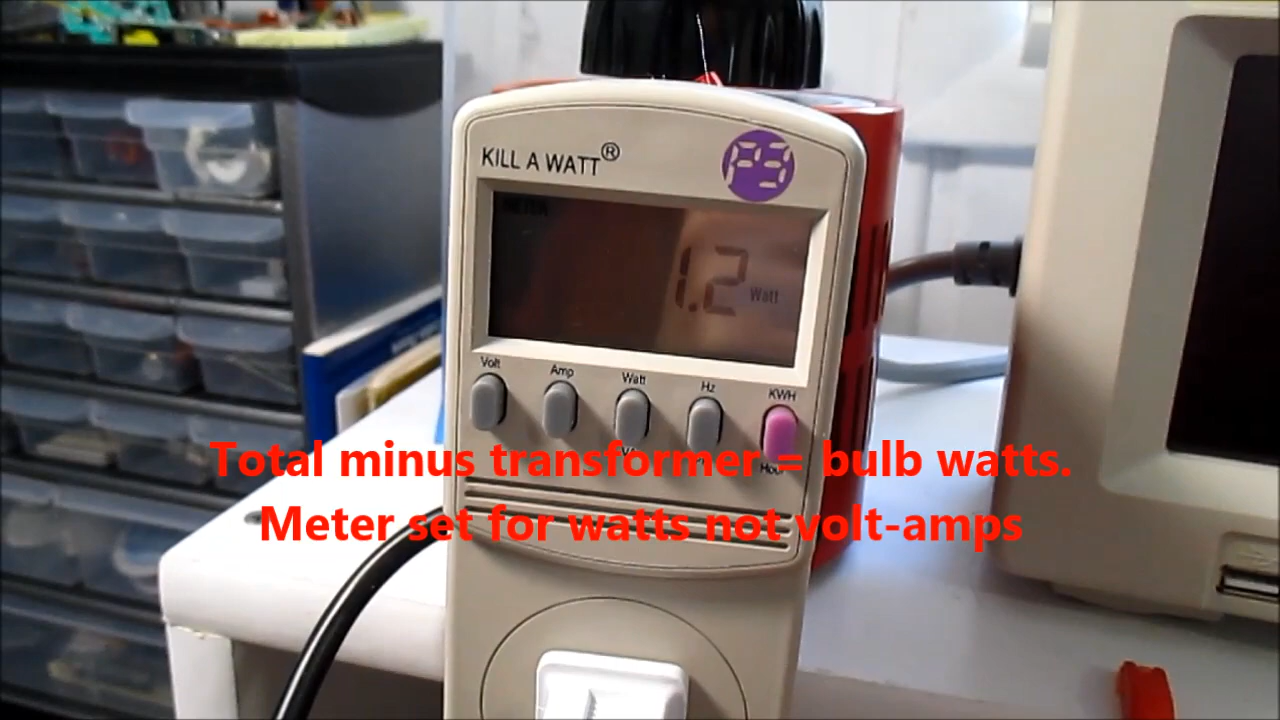 KILL A WATT®
P3
1.2
Watt
Volt
Amp
Watt
Hz
KWH
Total minus transformer = bulb watts.
Meter set for watts not volt-amps